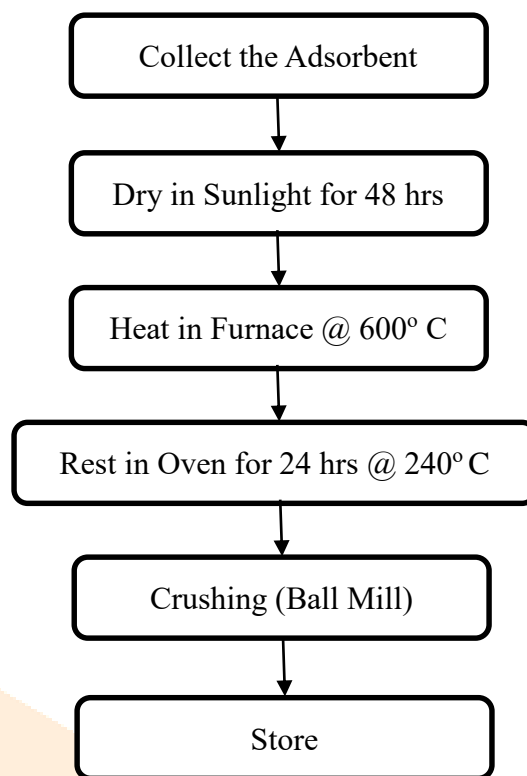 Collect the Adsorbent
Dry in Sunlight for 48 hrs
Heat in Furnace @ 600º C
Rest in Oven for 24 hrs @ 240º C
Crushing (Ball Mill)
Store